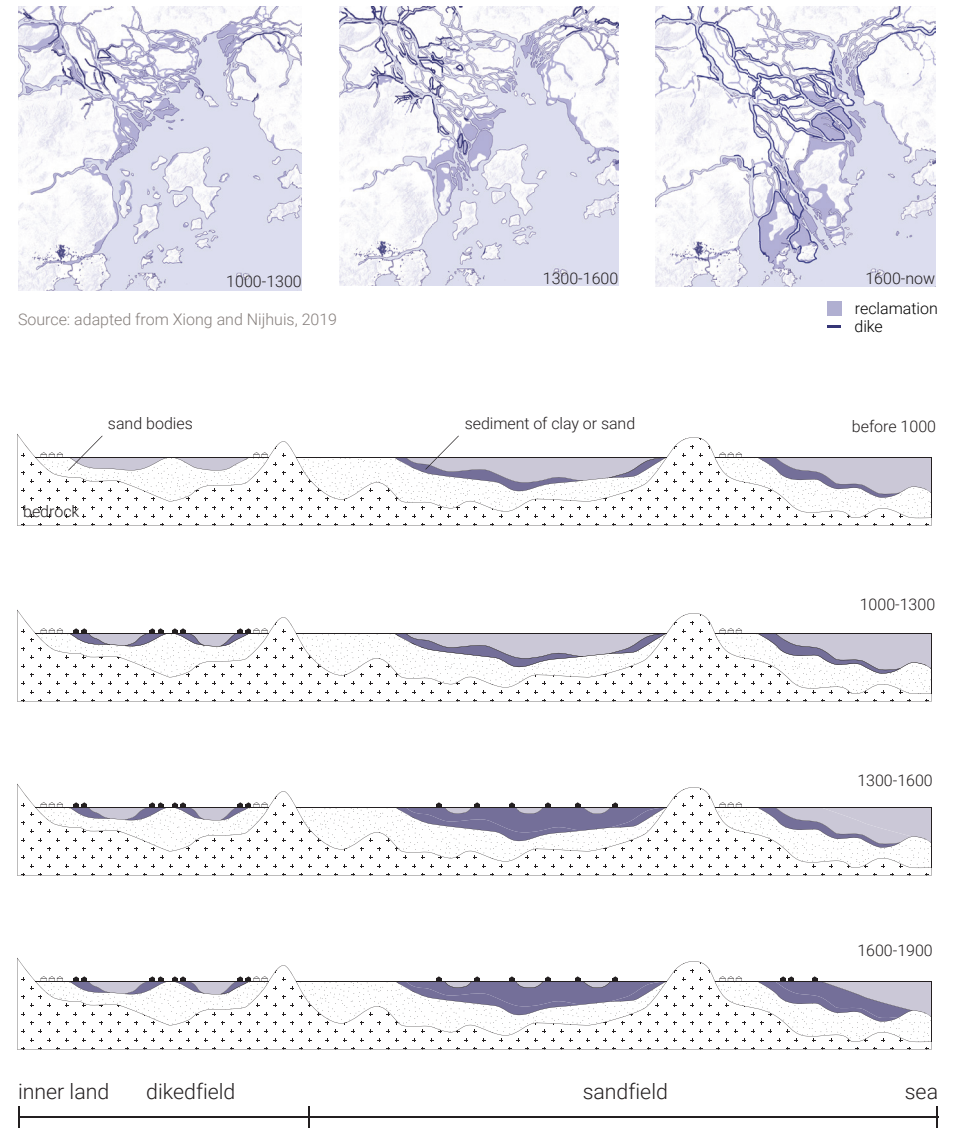 1000-1300
1300-1600
1600-now
Source: adapted from Xiong and Nijhuis, 2019
reclamation
dike
sand bodies
sediment of clay or sand
before 1000
bedrock
1000-1300
1300-1600
1600-1900
inner land
dikedfield
sandfield
sea